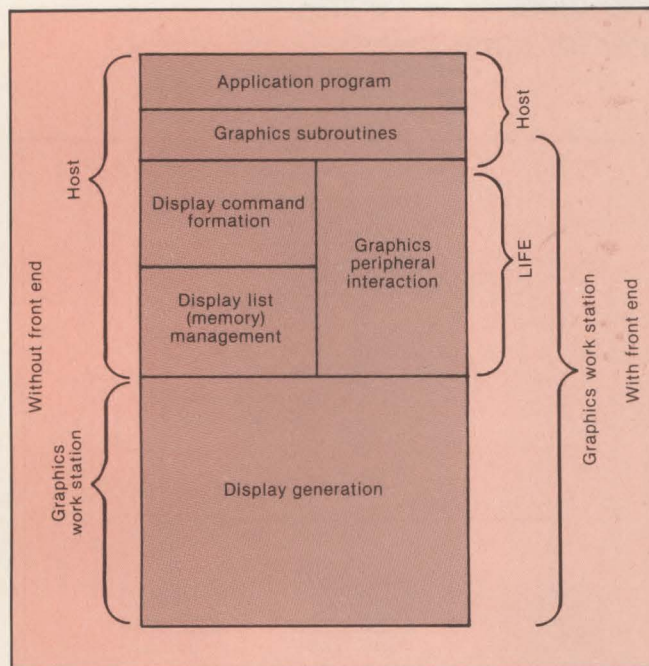 Application program
Graphics subroutines
Display command
formation
Graphics
peripheral
interaction
Display list
(memory)
management
Display generation
Without front end
Host
Graphics
work station
Host
LIFE
Graphics work station
With front end